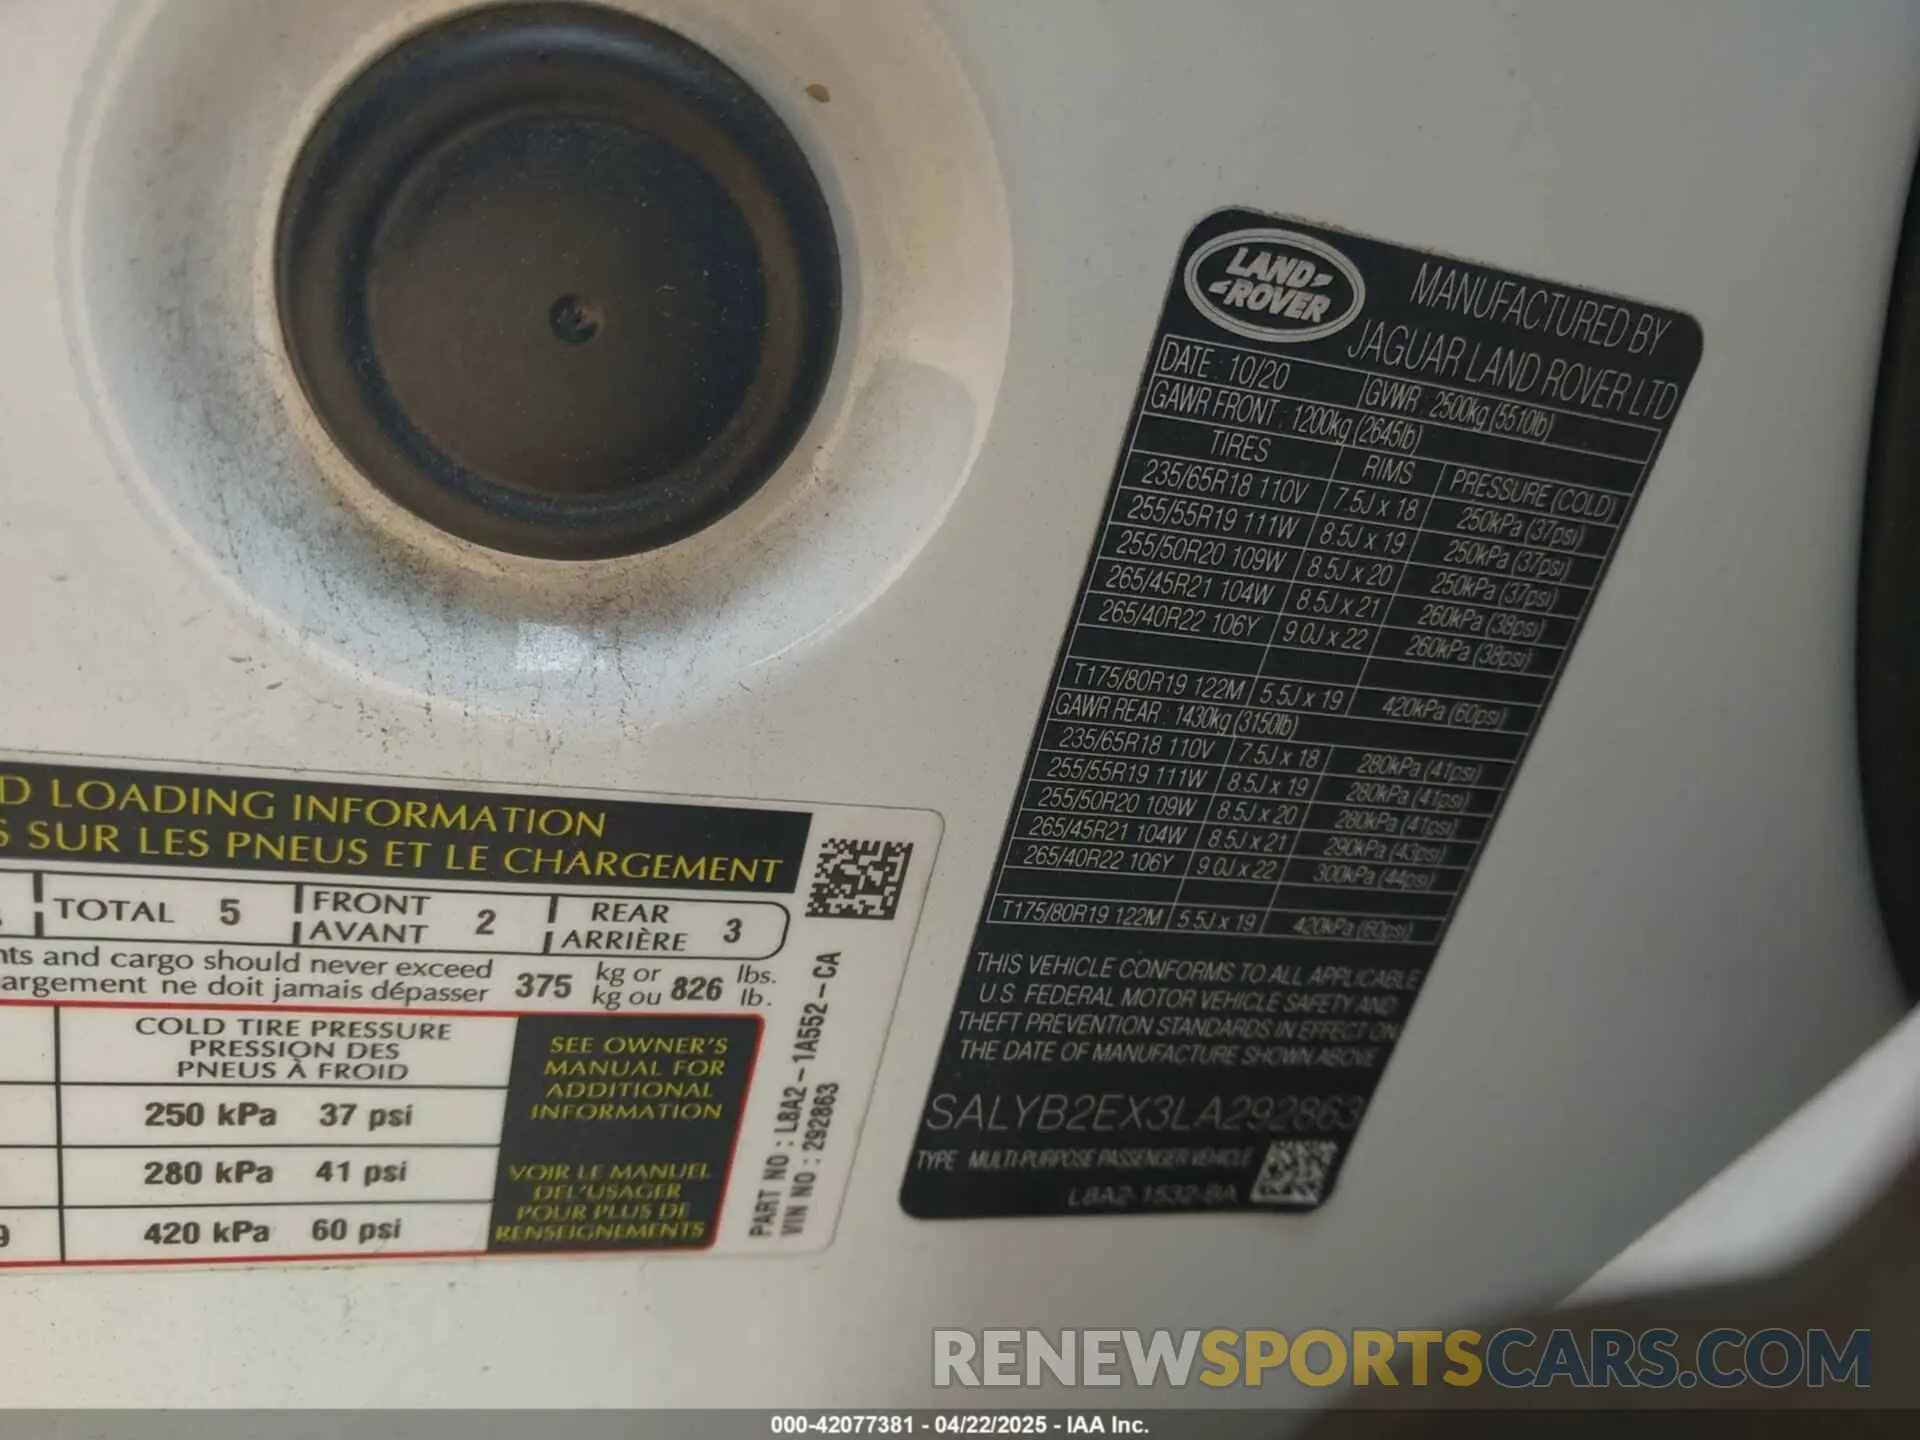 LAND ROVER
MANUFACTURED BY
JAGUAR LAND ROVER LTD
DATE : 10/20 GVWR : 2500kg (5510lb)
GAWR FRONT : 1200kg (2645lb)
TIRES RIMS PRESSURE (COLD)
235/65R18 110V 7.5J x 18 250kPa (37psi)
255/55R19 111W 8.5J x 19 250kPa (37psi)
255/50R20 109W 8.5J x 20 250kPa (37psi)
265/45R21 104W 8.5J x 21 260kPa (38psi)
265/40R22 106Y 9.0J x 22 260kPa (38psi)
T175/80R19 122M 5.5J x 19 420kPa (60psi)
GAWR REAR : 1430kg (3150lb)
235/65R18 110V 7.5J x 18 280kPa (41psi)
255/55R19 111W 8.5J x 19 280kPa (41psi)
255/50R20 109W 8.5J x 20 280kPa (41psi)
265/45R21 104W 8.5J x 21 290kPa (43psi)
265/40R22 106Y 9.0J x 22 300kPa (44psi)
T175/80R19 122M 5.5J x 19 420kPa (60psi)
THIS VEHICLE CONFORMS TO ALL APPLICABLE
U.S. FEDERAL MOTOR VEHICLE SAFETY AND
THEFT PREVENTION STANDARDS IN EFFECT ON
THE DATE OF MANUFACTURE SHOWN ABOVE
SALYB2EX3LA292863
TYPE MULTI-PURPOSE PASSENGER VEHICLE
L8A2-1532-BA
D LOADING INFORMATION
S SUR LES PNEUS ET LE CHARGEMENT
TOTAL 5 FRONT AVANT 2 REAR ARRIÈRE 3
nts and cargo should never exceed 375 kg or 826 lbs.
argement ne doit jamais dépasser kg ou lb.
COLD TIRE PRESSURE
PRESSION DES
PNEUS À FROID
250 kPa 37 psi
280 kPa 41 psi
9 420 kPa 60 psi
SEE OWNER'S
MANUAL FOR
ADDITIONAL
INFORMATION
VOIR LE MANUEL
DEL'USAGER
POUR PLUS DE
RENSEIGNEMENTS
PART NO : L8A2-1A552-CA
VIN NO : 292863
RENEWSPORTSCARS.COM
000-42077381 - 04/22/2025 - IAA Inc.